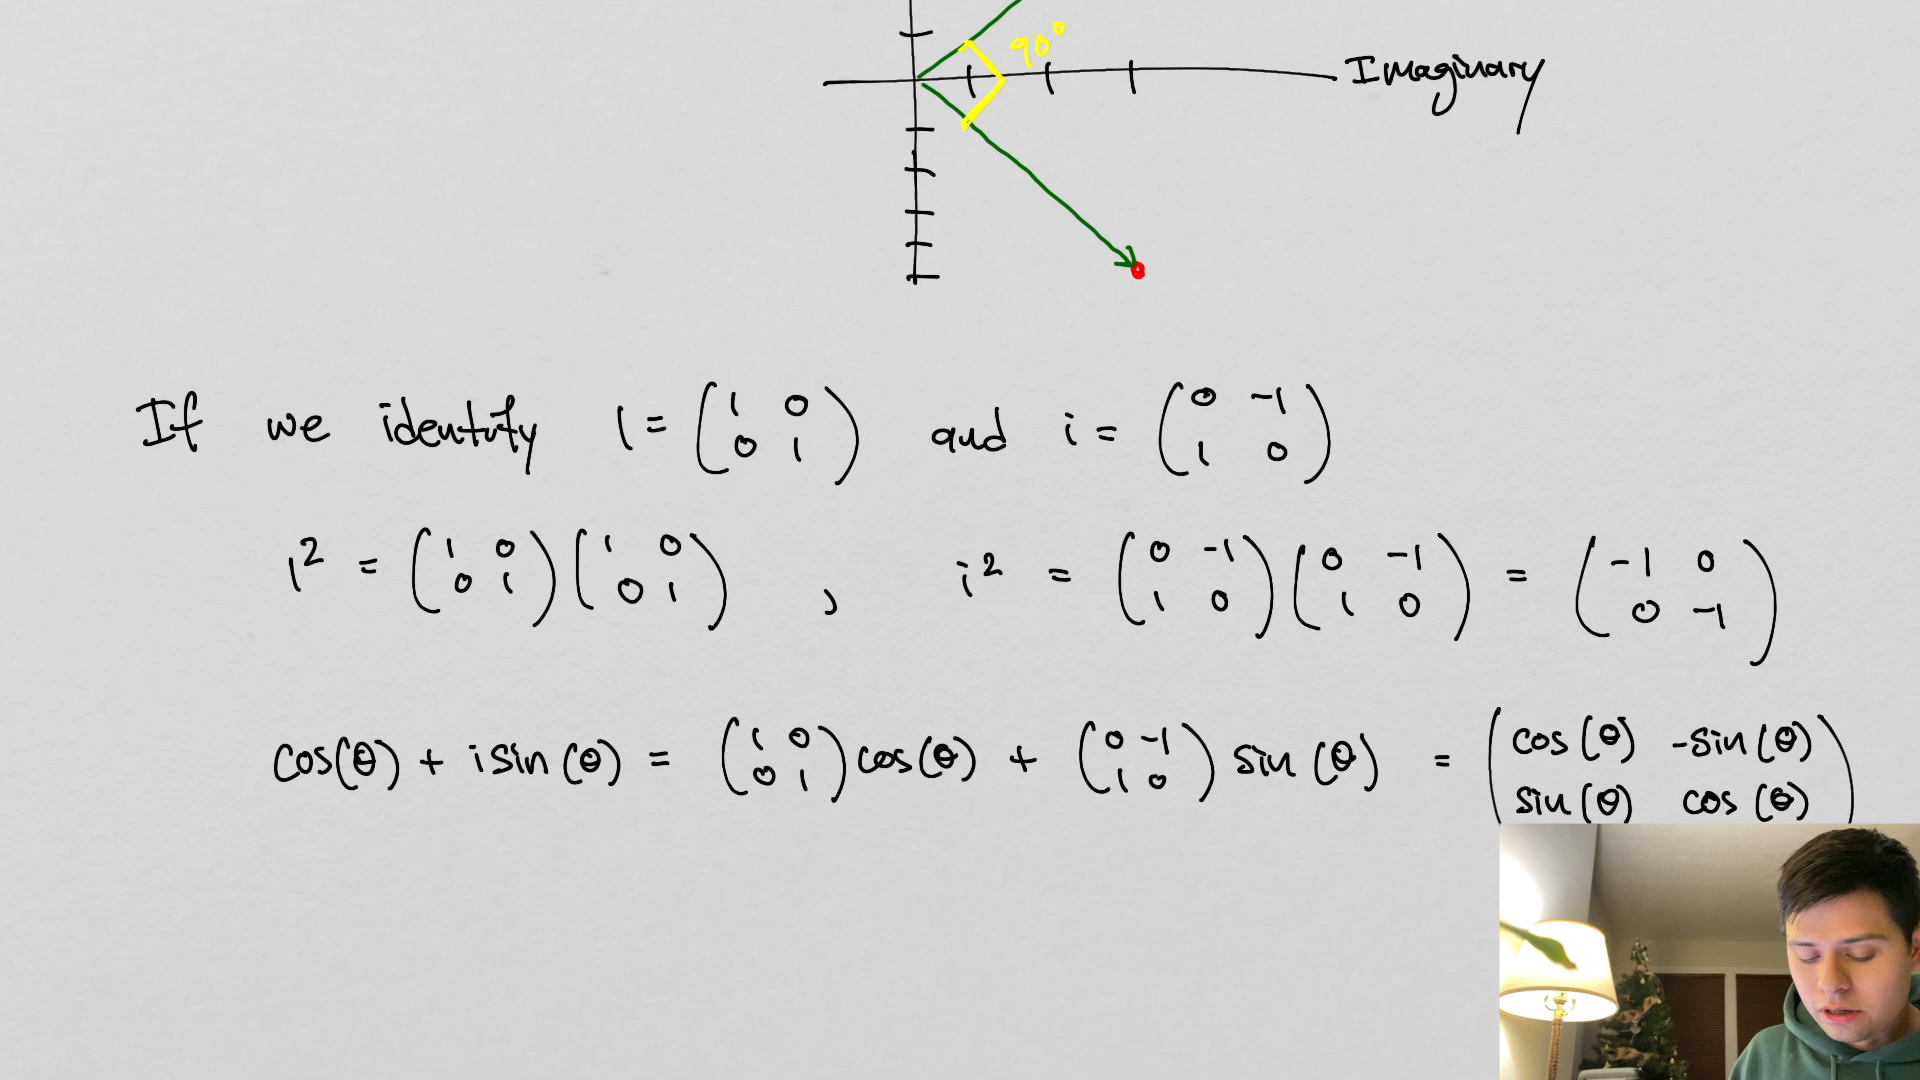 90°
Imaginary
If we identify 1 = (1 0 0 1) and i = (0 -1 1 0)
1² = (1 0 0 1)(1 0 0 1) , i² = (0 -1 1 0)(0 -1 1 0) = (-1 0 0 -1)
cos(θ) + i sin(θ) = (1 0 0 1) cos(θ) + (0 -1 1 0) sin(θ) = (cos(θ) -sin(θ) sin(θ) cos(θ))